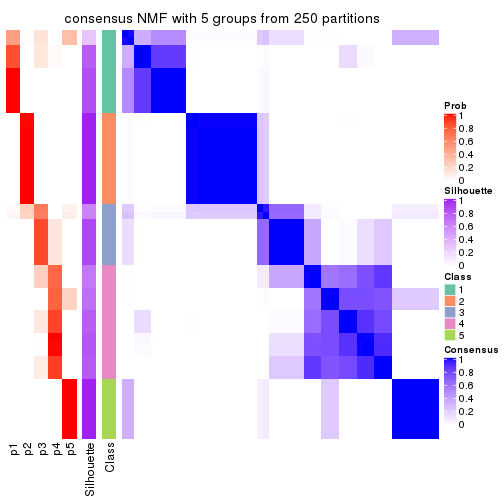 consensus NMF with 5 groups from 250 partitions
Prob
1
0.8
0.6
0.4
0.2
0
Silhouette
1
0.8
0.6
0.4
0.2
0
Class
1
2
3
4
5
Consensus
1
0.8
0.6
0.4
0.2
0
p1
p2
p3
p4
p5
Silhouette
Class